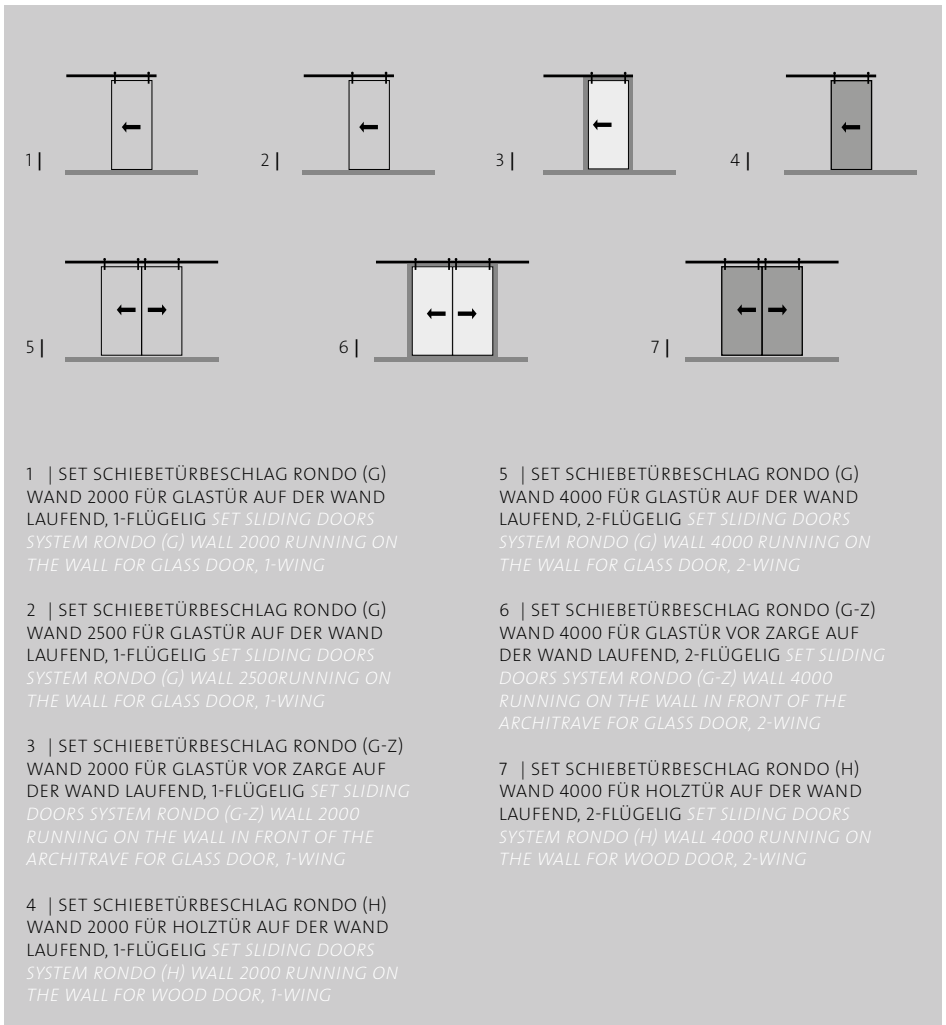 1 |
2 |
3 |
4 |
5 |
6 |
7 |
1 | SET SCHIEBETÜRBESCHLAG RONDO (G)
WAND 2000 FÜR GLASTÜR AUF DER WAND
LAUFEND, 1-FLÜGELIG SET SLIDING DOORS
SYSTEM RONDO (G) WALL 2000 RUNNING ON
THE WALL FOR GLASS DOOR, 1-WING
2 | SET SCHIEBETÜRBESCHLAG RONDO (G)
WAND 2500 FÜR GLASTÜR AUF DER WAND
LAUFEND, 1-FLÜGELIG SET SLIDING DOORS
SYSTEM RONDO (G) WALL 2500RUNNING ON
THE WALL FOR GLASS DOOR, 1-WING
3 | SET SCHIEBETÜRBESCHLAG RONDO (G-Z)
WAND 2000 FÜR GLASTÜR VOR ZARGE AUF
DER WAND LAUFEND, 1-FLÜGELIG SET SLIDING
DOORS SYSTEM RONDO (G-Z) WALL 2000
RUNNING ON THE WALL IN FRONT OF THE
ARCHITRAVE FOR GLASS DOOR, 1-WING
4 | SET SCHIEBETÜRBESCHLAG RONDO (H)
WAND 2000 FÜR HOLZTÜR AUF DER WAND
LAUFEND, 1-FLÜGELIG SET SLIDING DOORS
SYSTEM RONDO (H) WALL 2000 RUNNING ON
THE WALL FOR WOOD DOOR, 1-WING
5 | SET SCHIEBETÜRBESCHLAG RONDO (G)
WAND 4000 FÜR GLASTÜR AUF DER WAND
LAUFEND, 2-FLÜGELIG SET SLIDING DOORS
SYSTEM RONDO (G) WALL 4000 RUNNING ON
THE WALL FOR GLASS DOOR, 2-WING
6 | SET SCHIEBETÜRBESCHLAG RONDO (G-Z)
WAND 4000 FÜR GLASTÜR VOR ZARGE AUF
DER WAND LAUFEND, 2-FLÜGELIG SET SLIDING
DOORS SYSTEM RONDO (G-Z) WALL 4000
RUNNING ON THE WALL IN FRONT OF THE
ARCHITRAVE FOR GLASS DOOR, 2-WING
7 | SET SCHIEBETÜRBESCHLAG RONDO (H)
WAND 4000 FÜR HOLZTÜR AUF DER WAND
LAUFEND, 2-FLÜGELIG SET SLIDING DOORS
SYSTEM RONDO (H) WALL 4000 RUNNING ON
THE WALL FOR WOOD DOOR, 2-WING